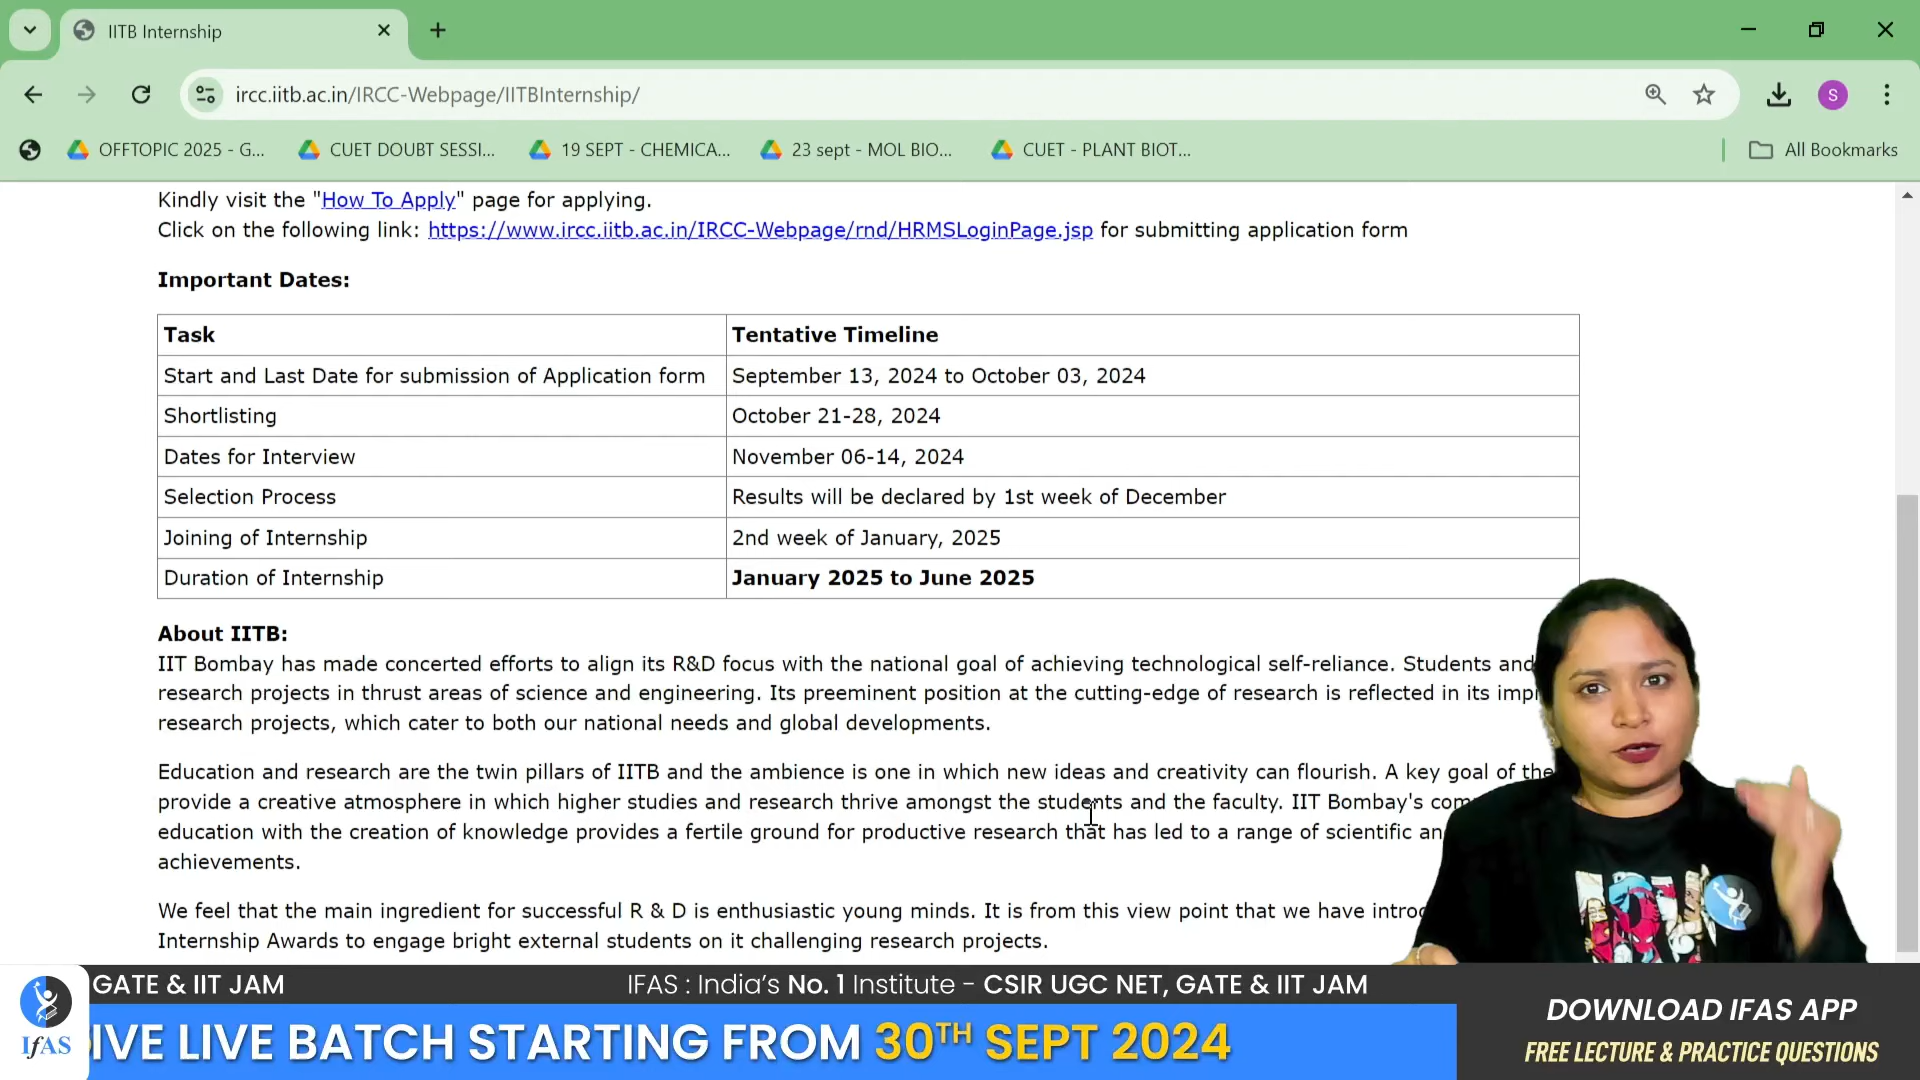 IITB Internship
ircc.iitb.ac.in/IRCC-Webpage/IITBInternship/
S
OFFTOPIC 2025 - G...
CUET DOUBT SESSI...
19 SEPT - CHEMICA...
23 sept - MOL BIO...
CUET - PLANT BIOT...
All Bookmarks
Kindly visit the "How To Apply" page for applying.
Click on the following link: https://www.ircc.iitb.ac.in/IRCC-Webpage/rnd/HRMSLoginPage.jsp for submitting application form
Important Dates:
Task Tentative Timeline
Start and Last Date for submission of Application form September 13, 2024 to October 03, 2024
Shortlisting October 21-28, 2024
Dates for Interview November 06-14, 2024
Selection Process Results will be declared by 1st week of December
Joining of Internship 2nd week of January, 2025
Duration of Internship January 2025 to June 2025
About IITB:
IIT Bombay has made concerted efforts to align its R&D focus with the national goal of achieving technological self-reliance. Students and
research projects in thrust areas of science and engineering. Its preeminent position at the cutting-edge of research is reflected in its
research projects, which cater to both our national needs and global developments.
Education and research are the twin pillars of IITB and the ambience is one in which new ideas and creativity can flourish. A key goal of the
provide a creative atmosphere in which higher studies and research thrive amongst the students and the faculty. IIT Bombay's
education with the creation of knowledge provides a fertile ground for productive research that has led to a range of scientific
achievements.
We feel that the main ingredient for successful R & D is enthusiastic young minds. It is from this view point that we have
Internship Awards to engage bright external students on it challenging research projects.
GATE & IIT JAM
IFAS : India's No. 1 Institute - CSIR UGC NET, GATE & IIT JAM
IFAS
IVE LIVE BATCH STARTING FROM 30TH SEPT 2024
DOWNLOAD IFAS APP
FREE LECTURE & PRACTICE QUESTIONS